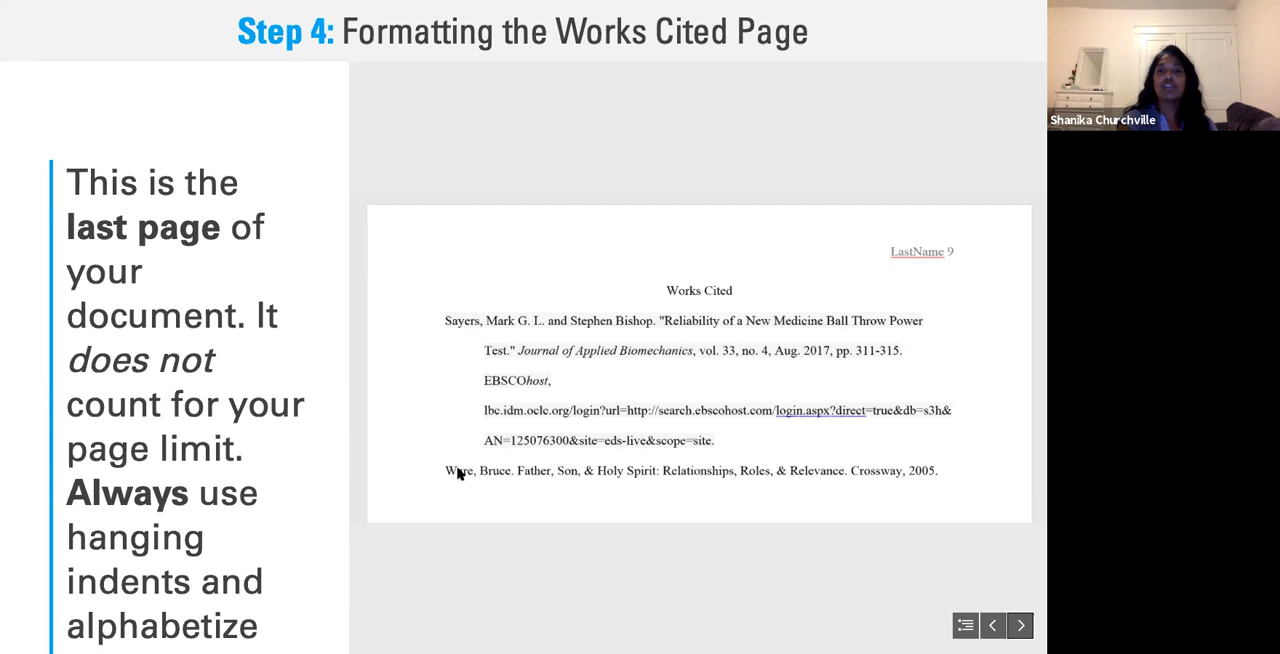 Step 4: Formatting the Works Cited Page
This is the
last page of
your
document. It
does not
count for your
page limit.
Always use
hanging
indents and
alphabetize
LastName 9
Works Cited
Sayers, Mark G. L. and Stephen Bishop. "Reliability of a New Medicine Ball Throw Power
Test." Journal of Applied Biomechanics, vol. 33, no. 4, Aug. 2017, pp. 311-315.
EBSCOhost,
lbc.idm.oclc.org/login?url=http://search.ebscohost.com/login.aspx?direct=true&db=s3h&
AN=125076300&site=eds-live&scope=site.
Ware, Bruce. Father, Son, & Holy Spirit: Relationships, Roles, & Relevance. Crossway, 2005.
Shanika Churchville